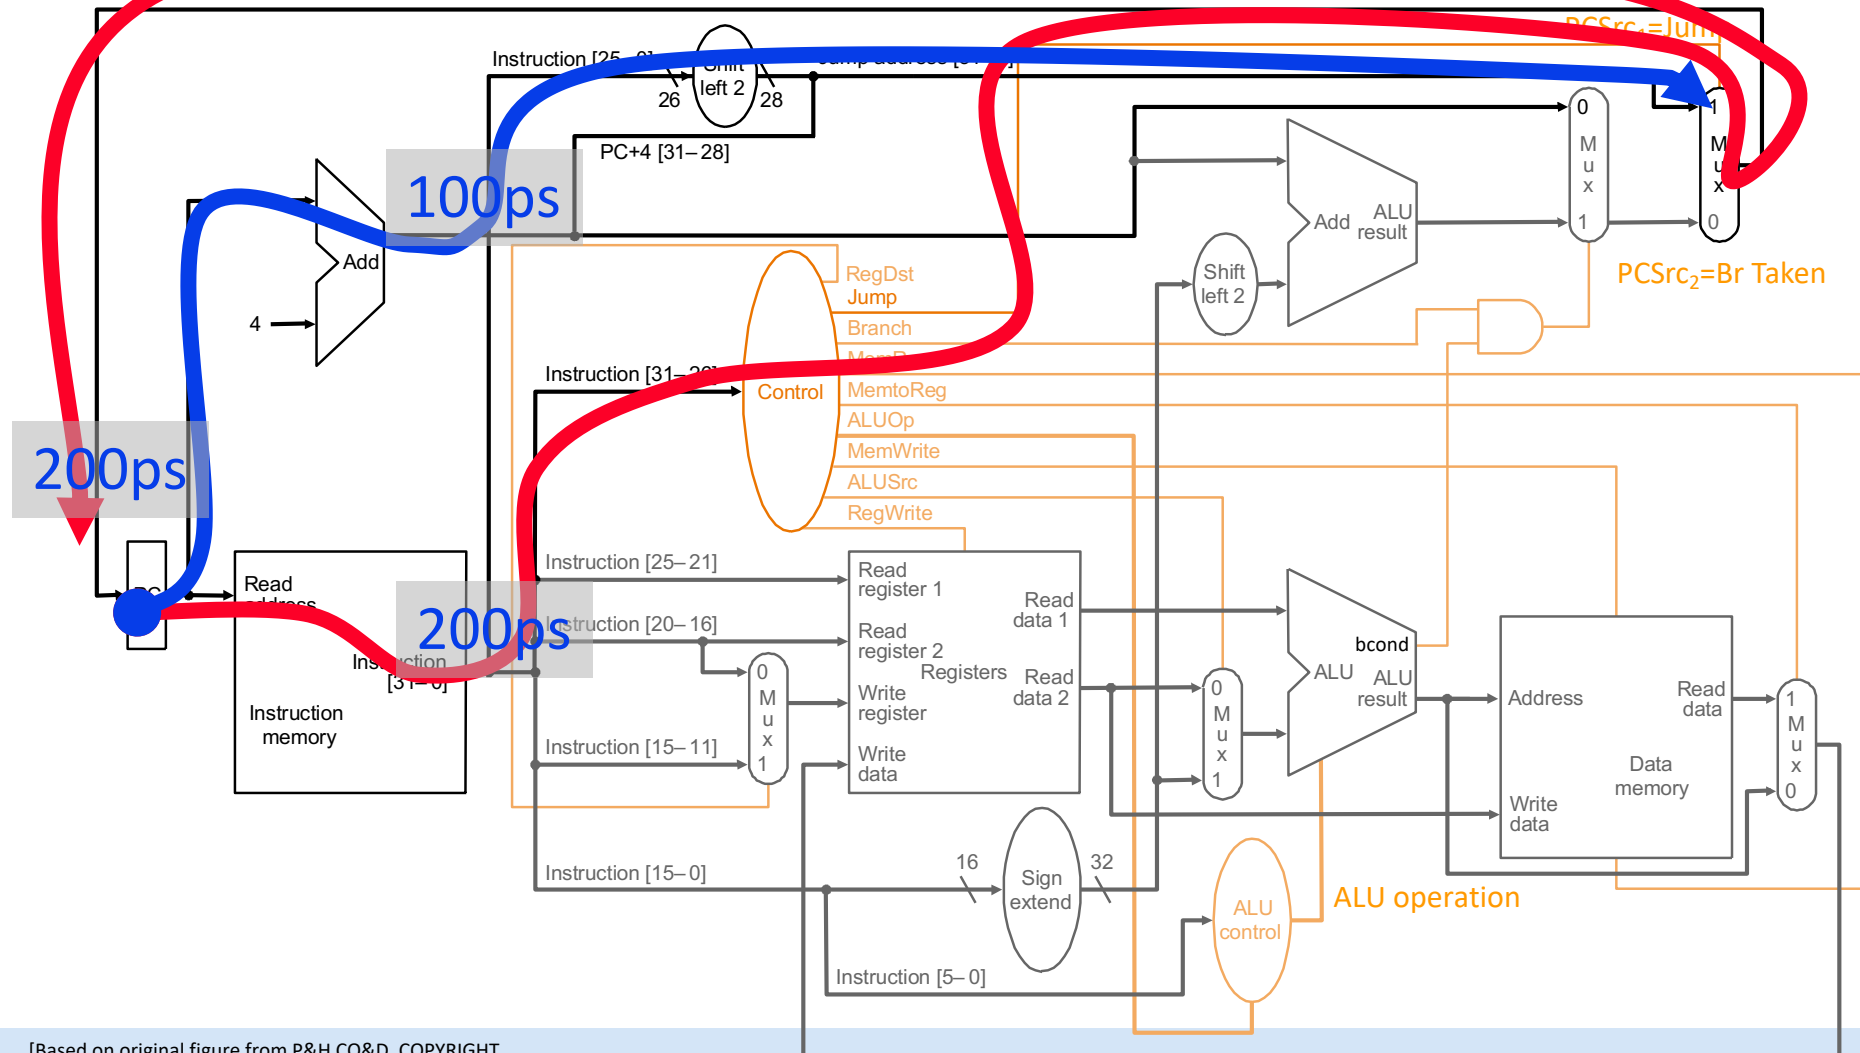 Instruction [25–0]
Shift
left 2
26
28
PCSrc₁=Jump
PC+4 [31–28]
100ps
Add
4
0
M
u
x
1
1
M
u
x
0
Add
ALU
result
Shift
left 2
PCSrc₂=Br Taken
RegDst
Jump
Branch
Instruction [31–26]
Control
MemtoReg
ALUOp
MemWrite
ALUSrc
RegWrite
200ps
PC
Read
address
Instruction
[31–0]
Instruction
memory
200ps
Instruction [25–21]
Instruction [20–16]
0
M
u
x
1
Instruction [15–11]
Read
register 1
Read
register 2
Registers
Write
register
Write
data
Read
data 1
Read
data 2
0
M
u
x
1
bcond
ALU
ALU
result
Address
Read
data
Data
memory
Write
data
1
M
u
x
0
Instruction [15–0]
16
Sign
extend
32
ALU
control
ALU operation
Instruction [5–0]
[Based on original figure from P&H CO&D, COPYRIGHT